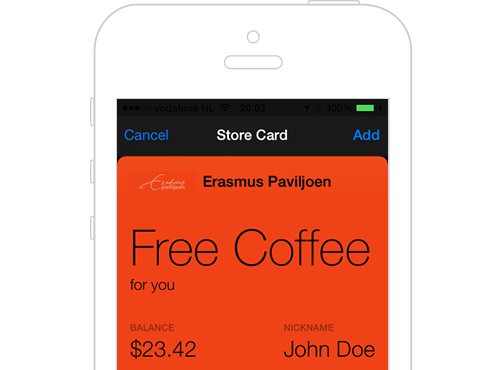 vodafone NL 20:03 100%
Cancel Store Card Add
Erasmus
paviljoen
Erasmus Paviljoen
Free Coffee
for you
BALANCE NICKNAME
$23.42 John Doe